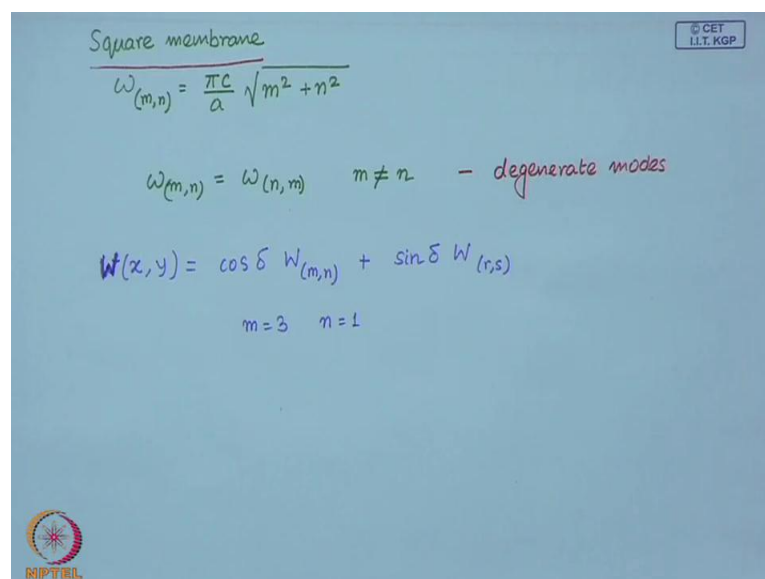 © CET
I.I.T. KGP
Square membrane
ω(m,n) = πc/a √m² + n²
ω(m,n) = ω(n,m) m ≠ n - degenerate modes
W(x,y) = cos δ W(m,n) + sin δ W(r,s)
m = 3 n = 1
NPTEL